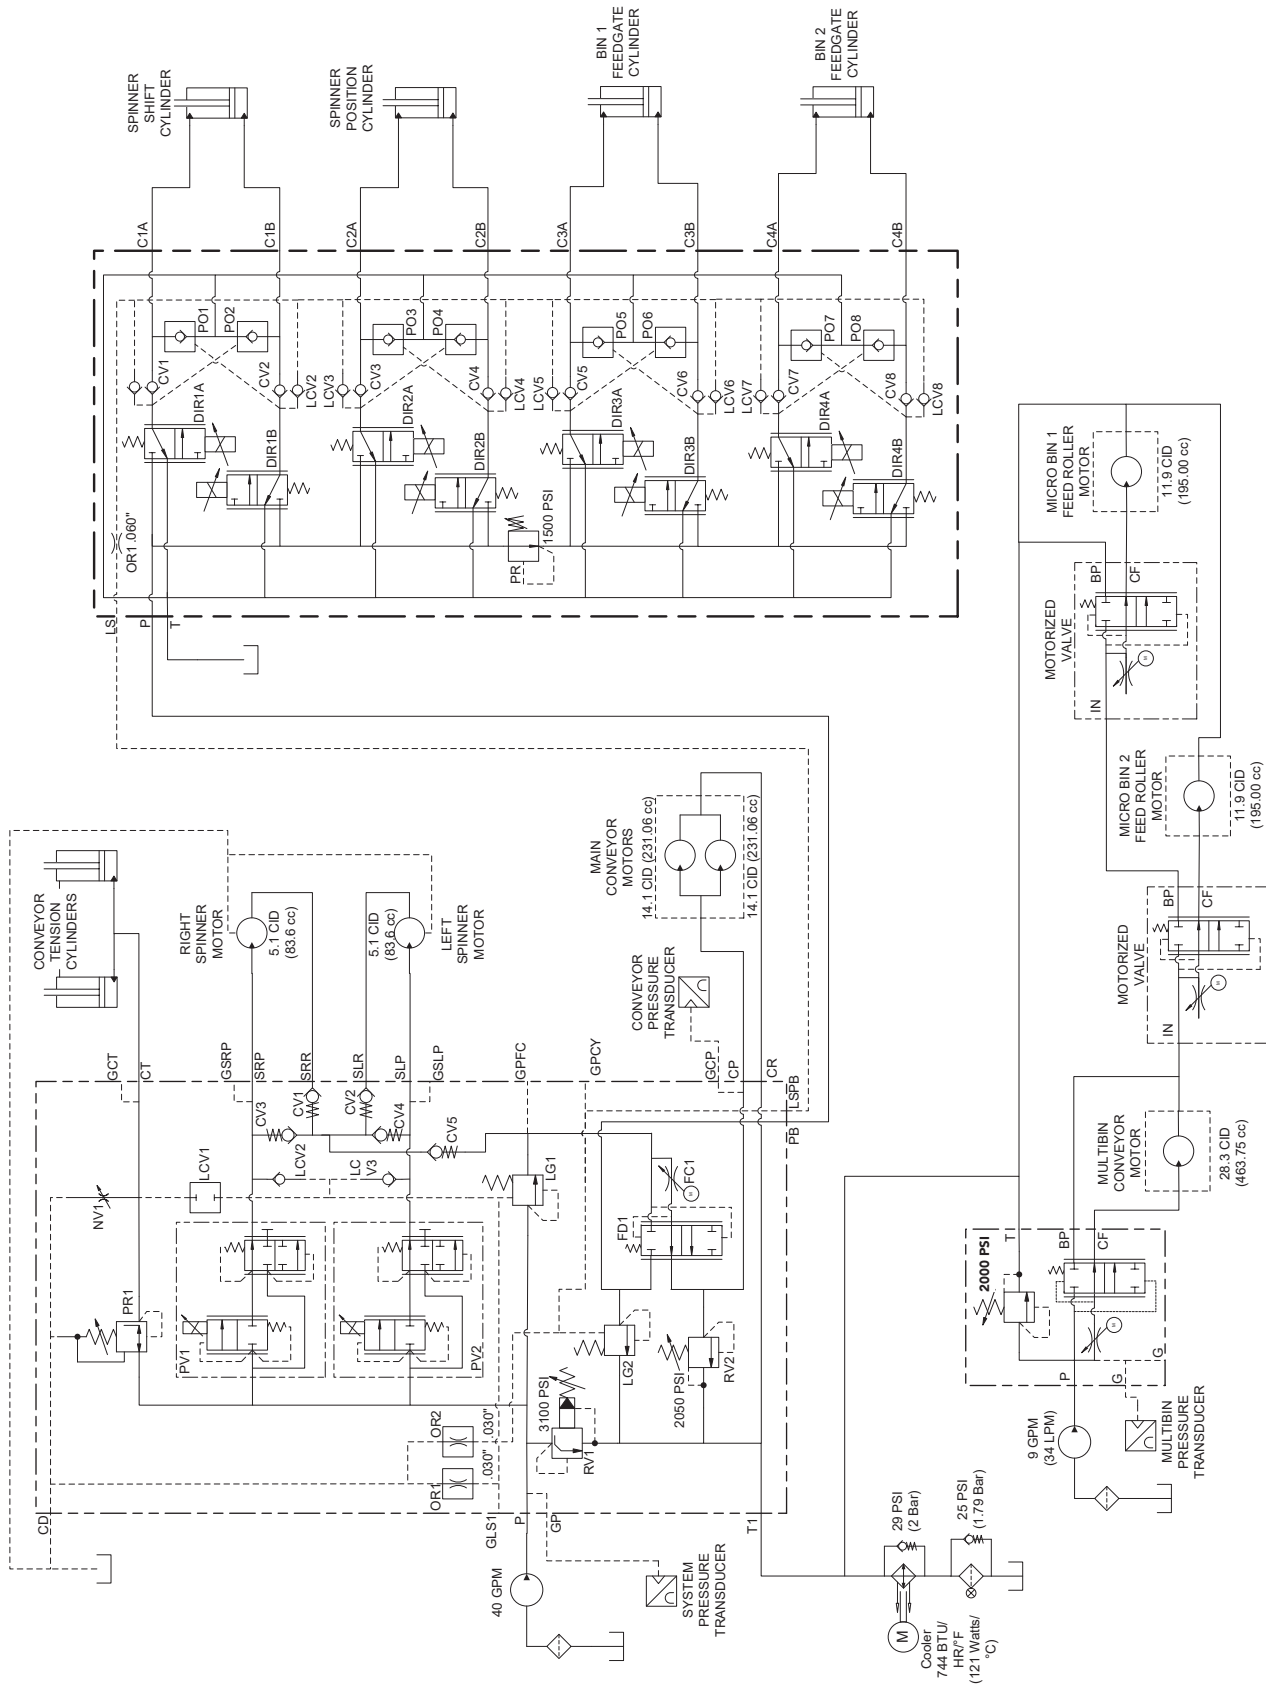 SPINNER
SHIFT
CYLINDER
SPINNER
POSITION
CYLINDER
BIN 1
FEEDGATE
CYLINDER
BIN 2
FEEDGATE
CYLINDER
C1A
C1B
C2A
C2B
C3A
C3B
C4A
C4B
PO1
PO2
PO3
PO4
PO5
PO6
PO7
PO8
CV1
CV2
LCV2
LCV3
CV3
CV4
LCV4
LCV5
CV5
CV6
LCV6
LCV7
CV7
CV8
LCV8
DIR1A
DIR1B
DIR2A
DIR2B
DIR3A
DIR3B
DIR4A
DIR4B
OR1 .060"
PR
1500 PSI
LS
P
T
CONVEYOR
TENSION
CYLINDERS
RIGHT
SPINNER
MOTOR
5.1 CID
(83.6 cc)
5.1 CID
(83.6 cc)
LEFT
SPINNER
MOTOR
CONVEYOR
PRESSURE
TRANSDUCER
MAIN
CONVEYOR
MOTORS
14.1 CID (231.06 cc)
14.1 CID (231.06 cc)
GCT
CT
GSRP
SRP
SRR
SLR
SLP
GSLP
GPFC
GPCY
GCP
CP
CR
LSPB
PB
CV3
CV1
CV2
CV4
CV5
LCV2
LC
V3
LCV1
NV1
LG1
FC1
FD1
PR1
PV1
PV2
LG2
RV2
2050 PSI
3100 PSI
RV1
OR2
.030"
OR1
.030"
CD
GLS1
P
GP
T1
40 GPM
SYSTEM
PRESSURE
TRANSDUCER
M
Cooler
744 BTU/
HR/°F
(121 Watts/
°C)
29 PSI
(2 Bar)
25 PSI
(1.79 Bar)
MICRO BIN 1
FEED ROLLER
MOTOR
11.9 CID
(195.00 cc)
MOTORIZED
VALVE
BP
CF
IN
MICRO BIN 2
FEED ROLLER
MOTOR
11.9 CID
(195.00 cc)
MOTORIZED
VALVE
BP
CF
IN
MULTIBIN
CONVEYOR
MOTOR
28.3 CID
(463.75 cc)
2000 PSI
T
BP
CF
P
G
G
9 GPM
(34 LPM)
MULTIBIN
PRESSURE
TRANSDUCER